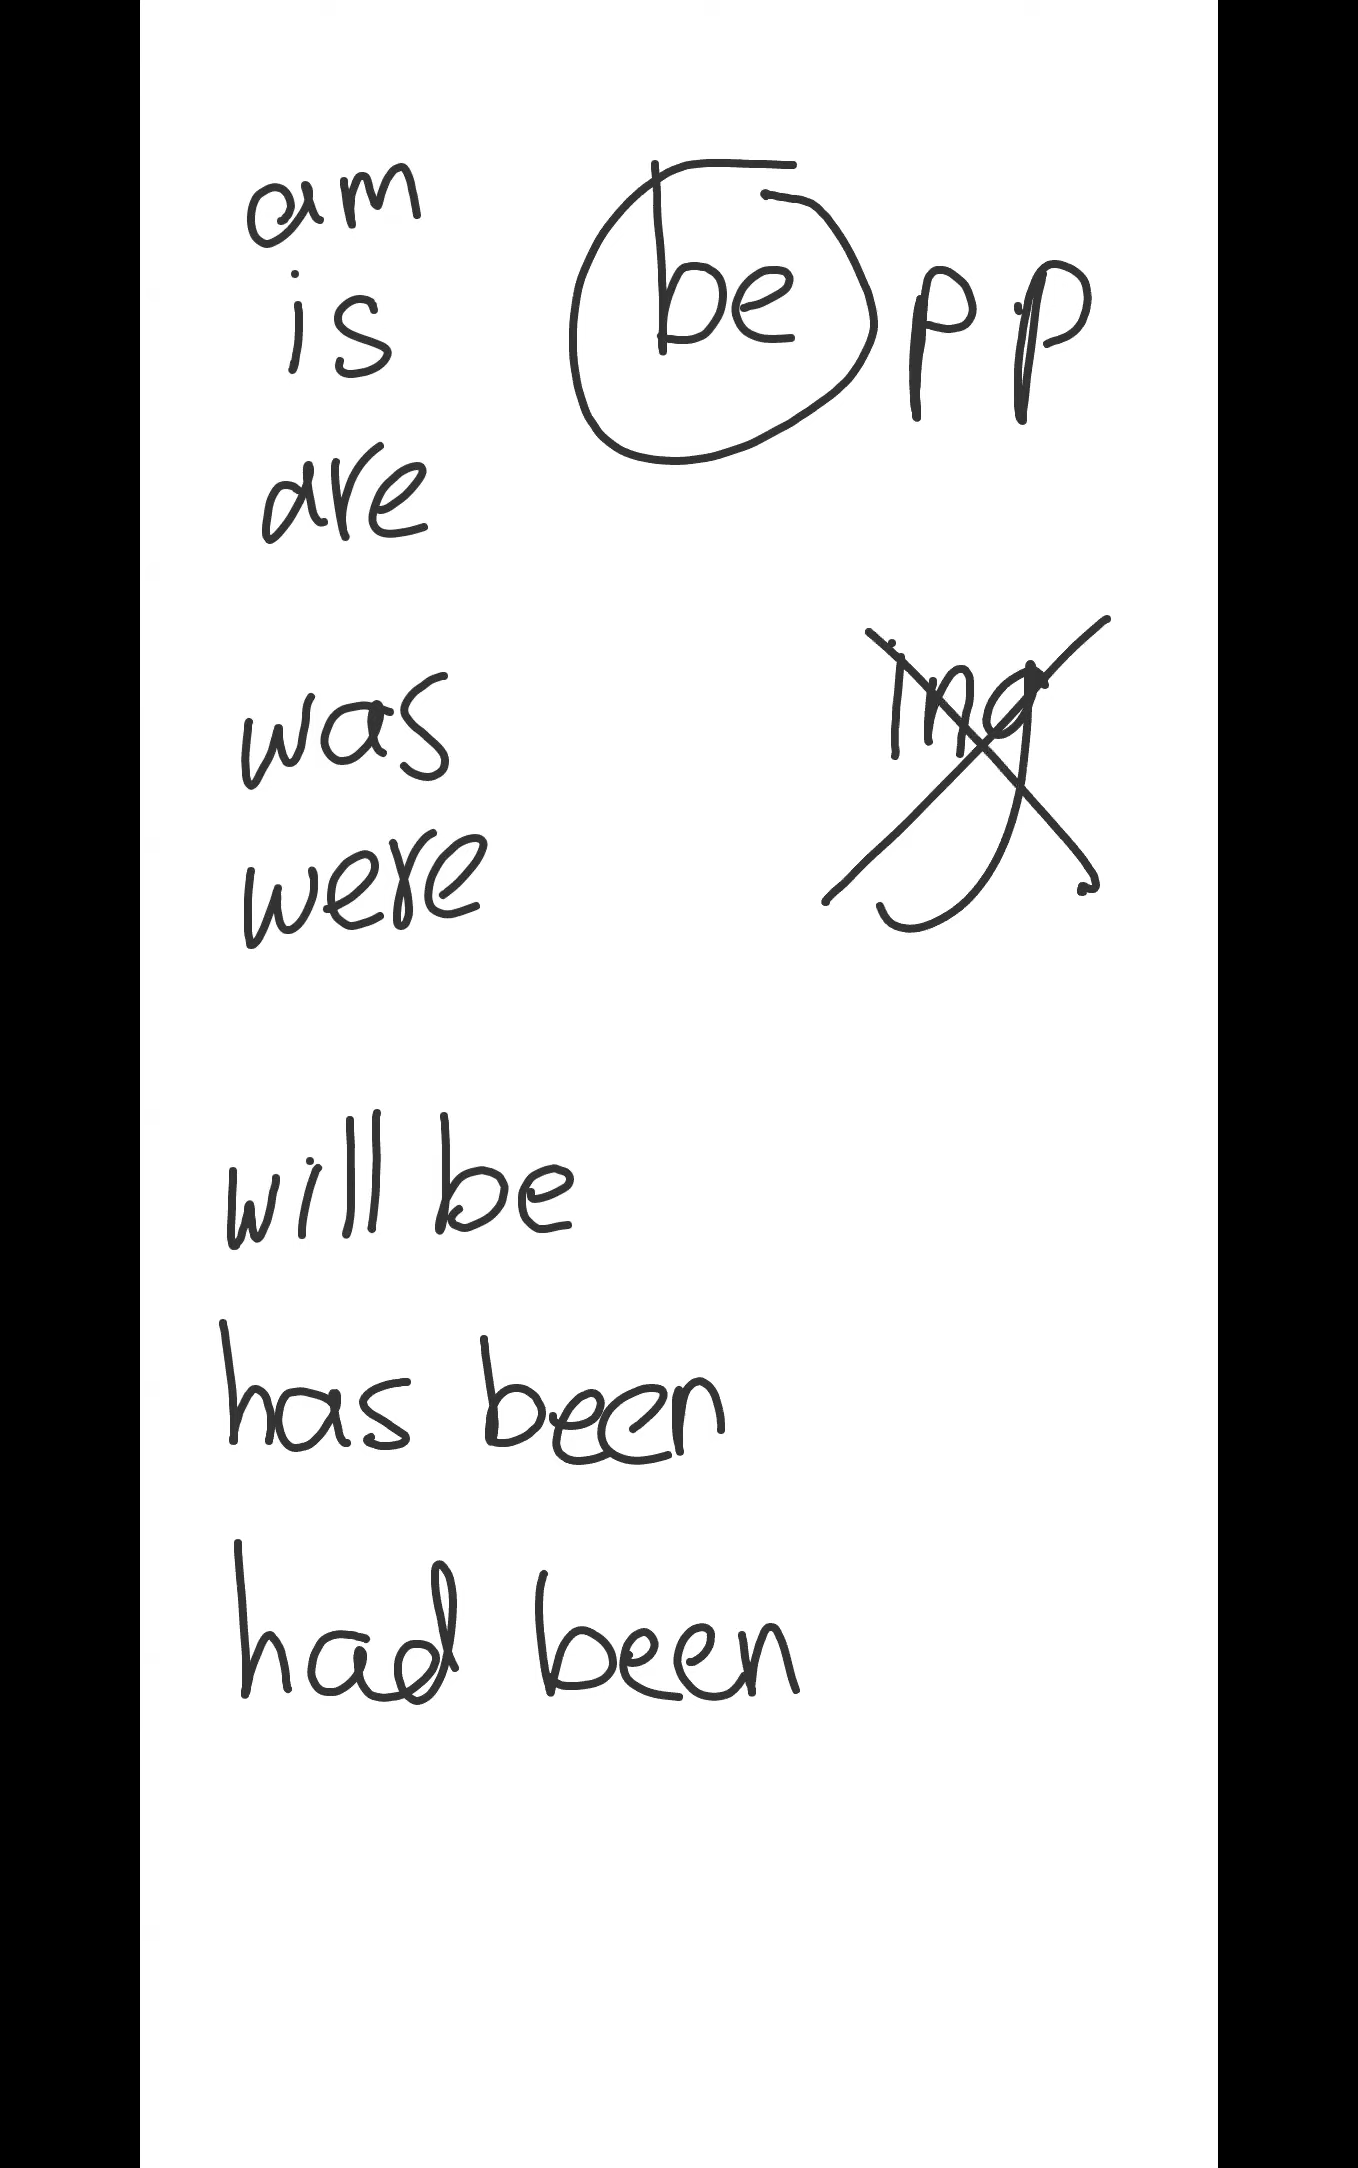 am
is
be pp
are
was
ing
were
will be
has been
had been